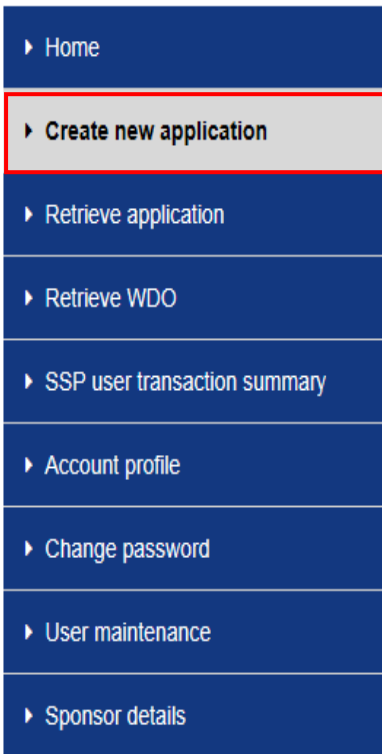 Home
Create new application
Retrieve application
Retrieve WDO
SSP user transaction summary
Account profile
Change password
User maintenance
Sponsor details